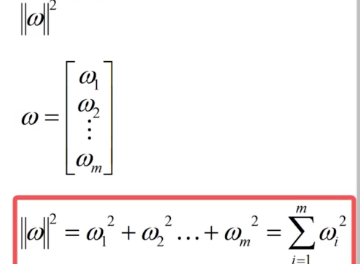 ‖ω‖²
ω = [ω₁ ω₂ ⋮ ωₘ]
‖ω‖² = ω₁² + ω₂² … + ωₘ² = ∑ᵢ₌₁ᵐ ωᵢ²